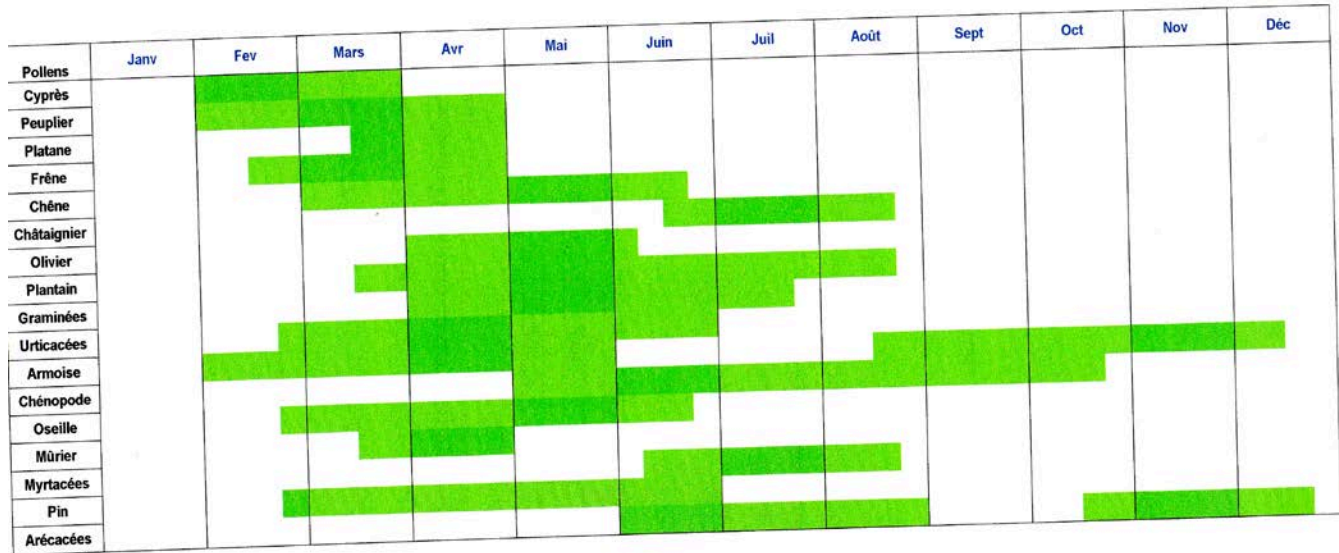 Pollens Janv Fev Mars Avr Mai Juin Juil Août Sept Oct Nov Déc
Cyprès
Peuplier
Platane
Frêne
Chêne
Châtaignier
Olivier
Plantain
Graminées
Urticacées
Armoise
Chénopode
Oseille
Mûrier
Myrtacées
Pin
Arécacées